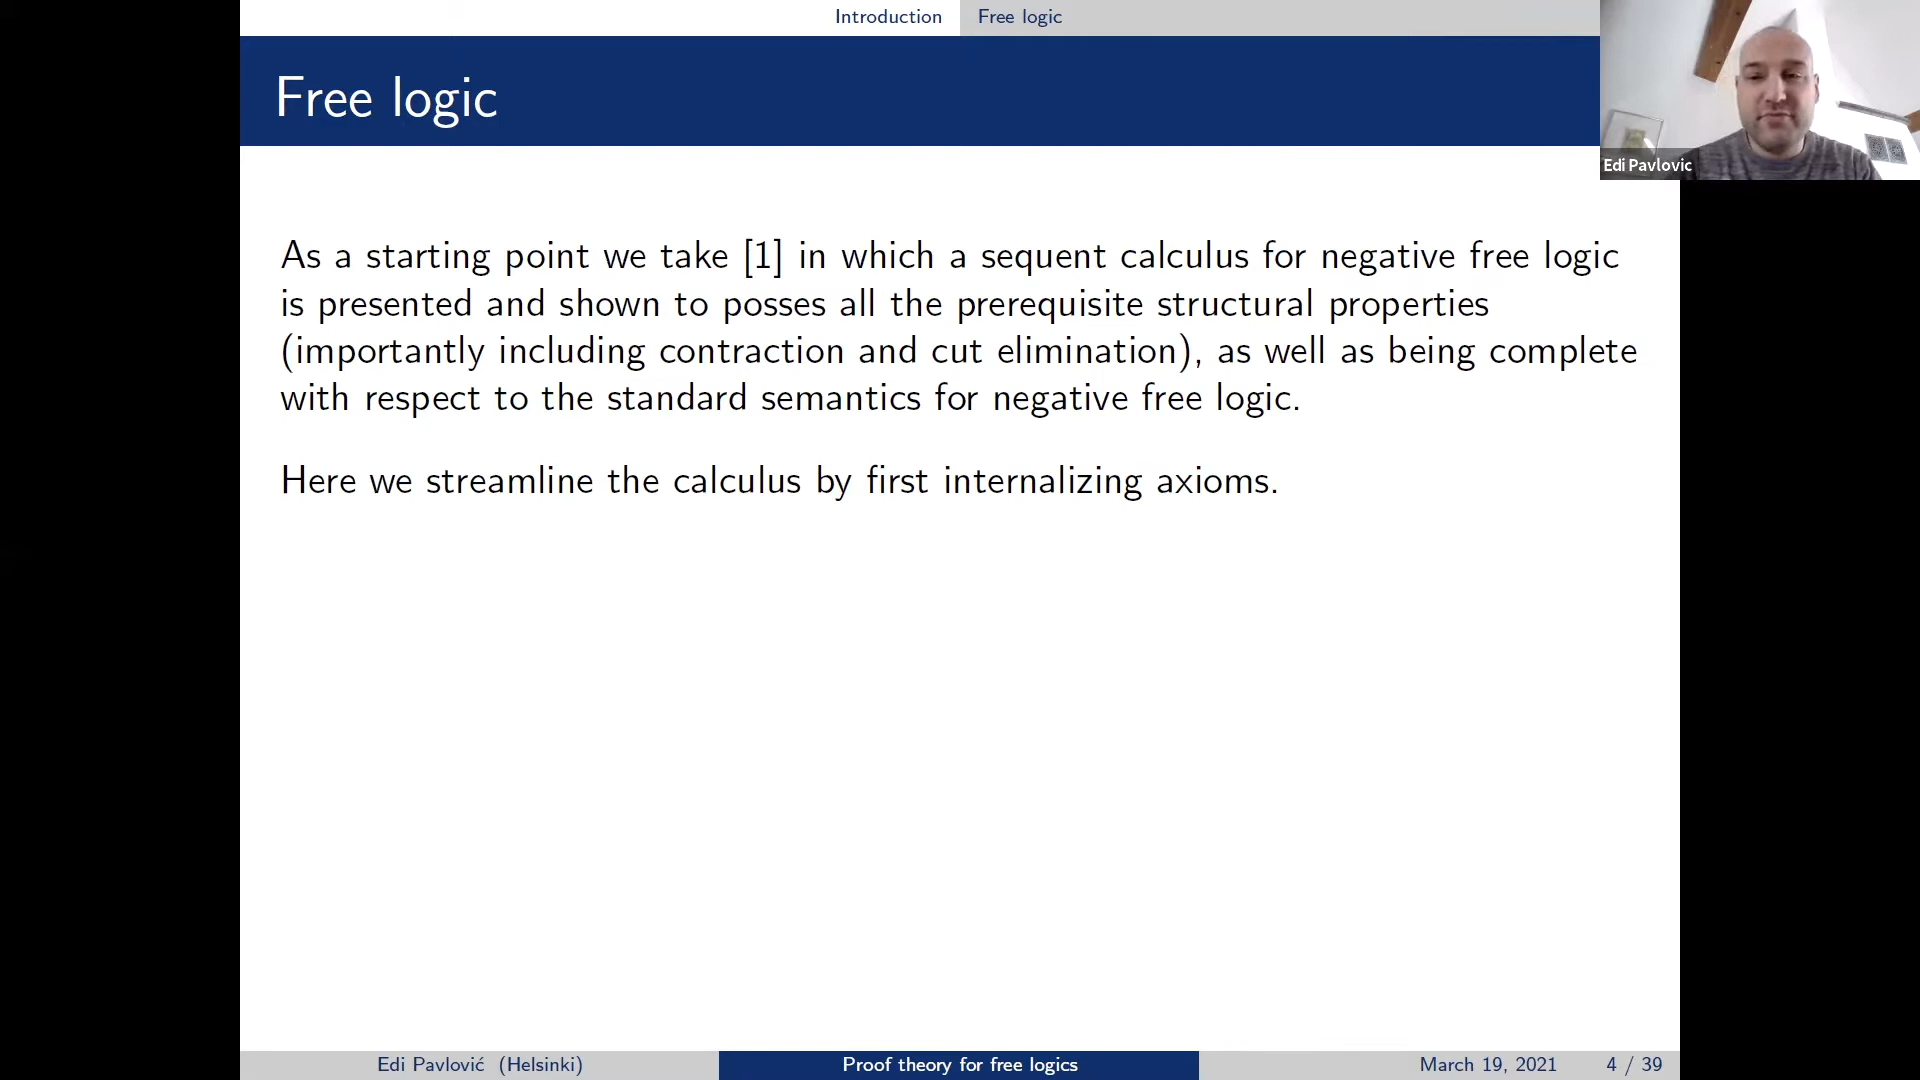 Introduction Free logic
Free logic
Edi Pavlovic
As a starting point we take [1] in which a sequent calculus for negative free logic
is presented and shown to posses all the prerequisite structural properties
(importantly including contraction and cut elimination), as well as being complete
with respect to the standard semantics for negative free logic.
Here we streamline the calculus by first internalizing axioms.
Edi Pavlović (Helsinki) Proof theory for free logics March 19, 2021 4 / 39